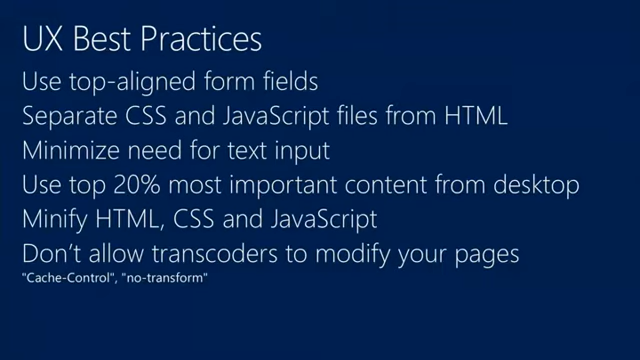 UX Best Practices
Use top-aligned form fields
Separate CSS and JavaScript files from HTML
Minimize need for text input
Use top 20% most important content from desktop
Minify HTML, CSS and JavaScript
Don't allow transcoders to modify your pages
"Cache-Control", "no-transform"